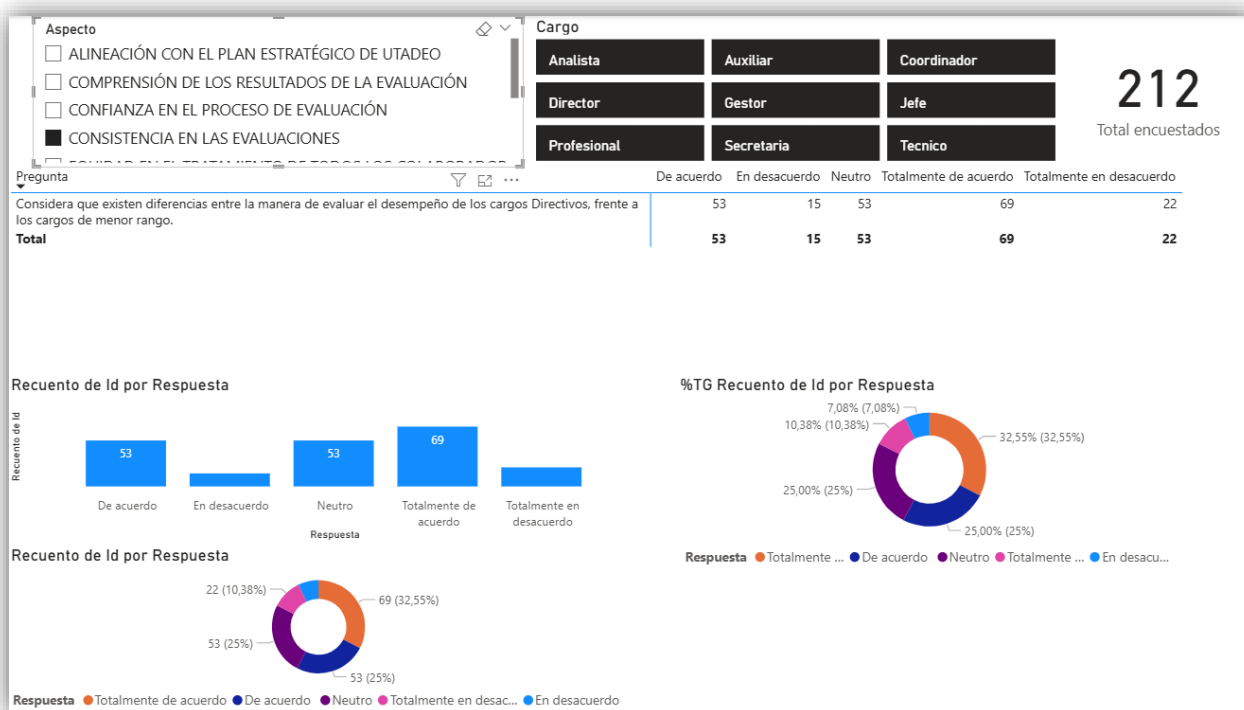 Aspecto
ALINEACIÓN CON EL PLAN ESTRATÉGICO DE UTADEO
COMPRENSIÓN DE LOS RESULTADOS DE LA EVALUACIÓN
CONFIANZA EN EL PROCESO DE EVALUACIÓN
CONSISTENCIA EN LAS EVALUACIONES
EQUIDAD EN EL TRATAMIENTO DE TODOS LOS COLABORADOR
Cargo
Analista Auxiliar Coordinador
Director Gestor Jefe
Profesional Secretaria Tecnico
212
Total encuestados
Pregunta De acuerdo En desacuerdo Neutro Totalmente de acuerdo Totalmente en desacuerdo
Considera que existen diferencias entre la manera de evaluar el desempeño de los cargos Directivos, frente a 53 15 53 69 22
los cargos de menor rango.
Total 53 15 53 69 22
Recuento de Id por Respuesta
Recuento de Id
53 53 69
De acuerdo En desacuerdo Neutro Totalmente de Totalmente en
acuerdo desacuerdo
Respuesta
%TG Recuento de Id por Respuesta
7,08% (7,08%)
10,38% (10,38%)
32,55% (32,55%)
25,00% (25%)
25,00% (25%)
Respuesta Totalmente ... De acuerdo Neutro Totalmente ... En desacu...
Recuento de Id por Respuesta
22 (10,38%)
69 (32,55%)
53 (25%)
53 (25%)
Respuesta Totalmente de acuerdo De acuerdo Neutro Totalmente en desac... En desacuerdo